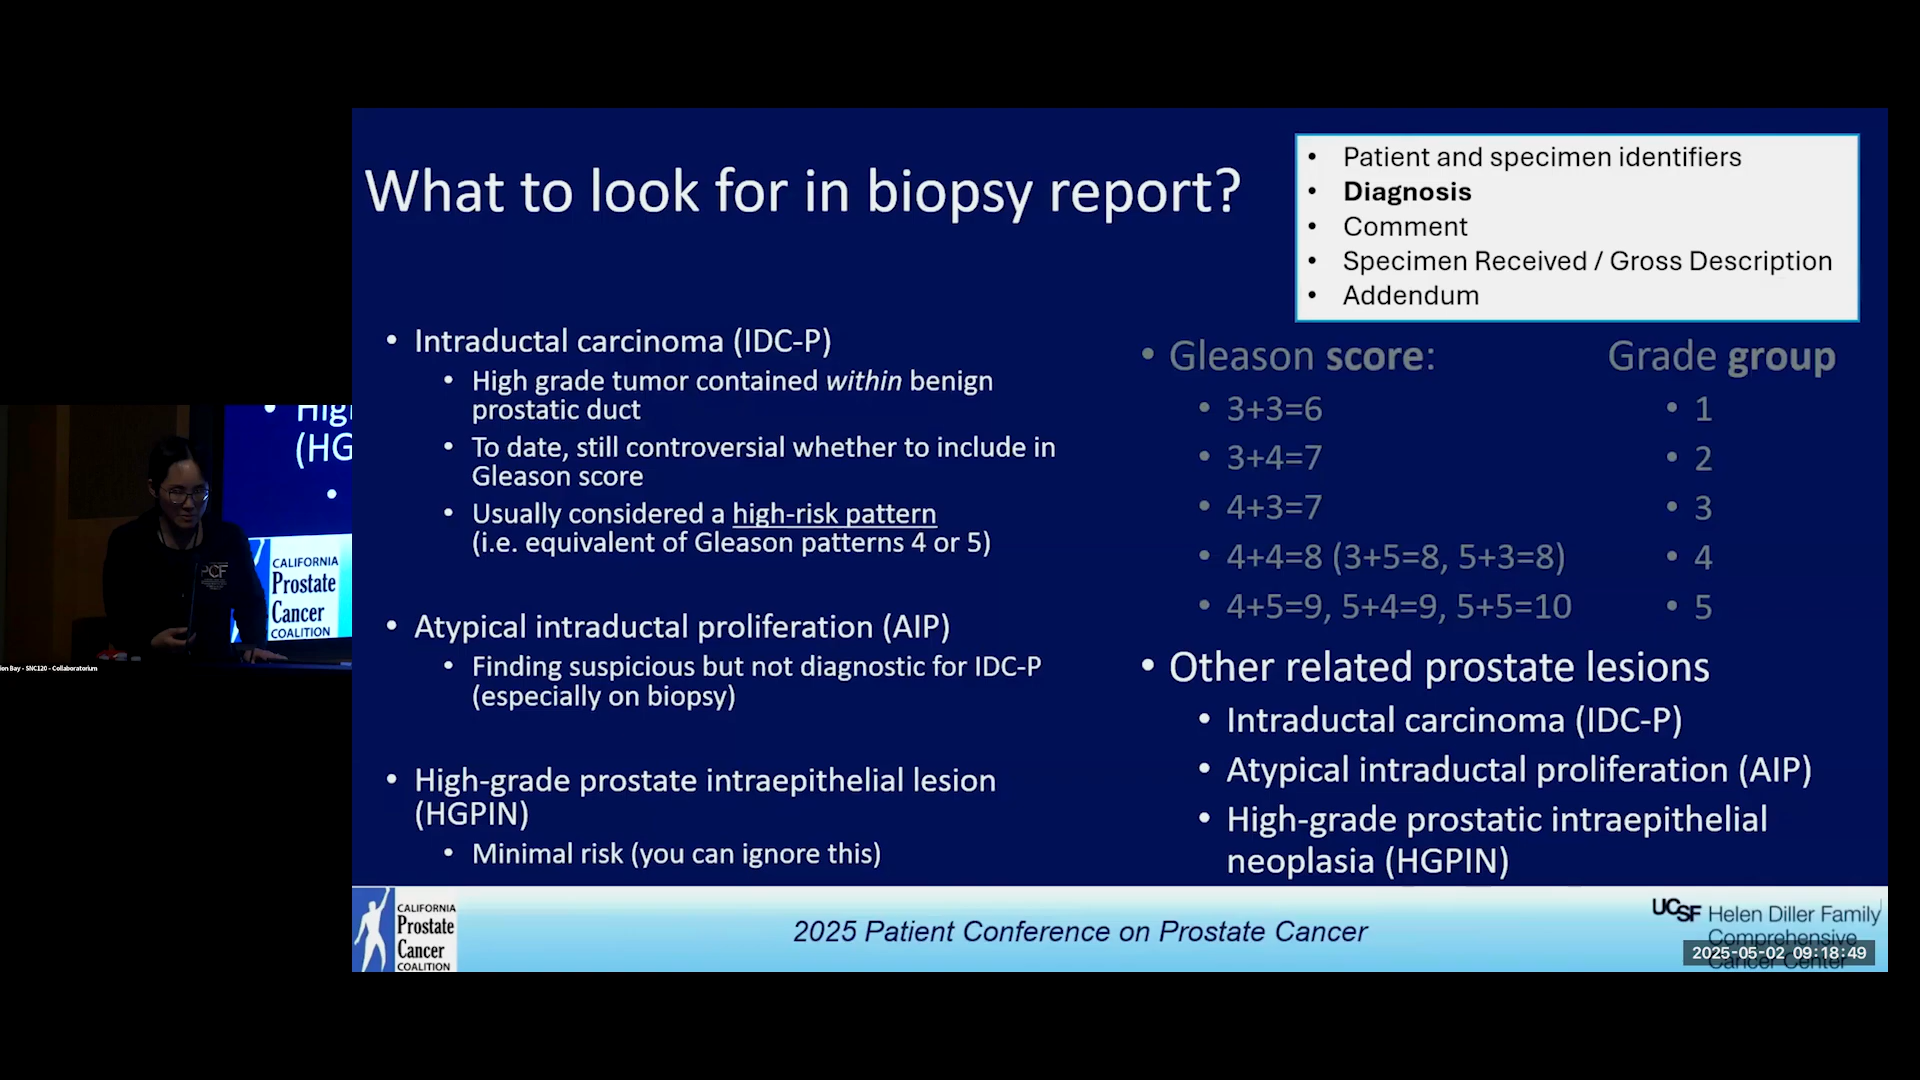 What to look for in biopsy report?
• Patient and specimen identifiers
• Diagnosis
• Comment
• Specimen Received / Gross Description
• Addendum
• Intraductal carcinoma (IDC-P)
• High grade tumor contained within benign
prostatic duct
• To date, still controversial whether to include in
Gleason score
• Usually considered a high-risk pattern
(i.e. equivalent of Gleason patterns 4 or 5)
• Atypical intraductal proliferation (AIP)
• Finding suspicious but not diagnostic for IDC-P
(especially on biopsy)
• High-grade prostate intraepithelial lesion
(HGPIN)
• Minimal risk (you can ignore this)
• Gleason score: Grade group
• 3+3=6 • 1
• 3+4=7 • 2
• 4+3=7 • 3
• 4+4=8 (3+5=8, 5+3=8) • 4
• 4+5=9, 5+4=9, 5+5=10 • 5
• Other related prostate lesions
• Intraductal carcinoma (IDC-P)
• Atypical intraductal proliferation (AIP)
• High-grade prostatic intraepithelial
neoplasia (HGPIN)
CALIFORNIA
Prostate
Cancer
COALITION
2025 Patient Conference on Prostate Cancer
UCSF Helen Diller Family
Comprehensive
Cancer Center
2025-05-02 09:18:49
• Hig
(HG
•
CALIFORNIA
Prostate
Cancer
COALITION
PCF
ion Bay - SNC120 - Collaboratorium